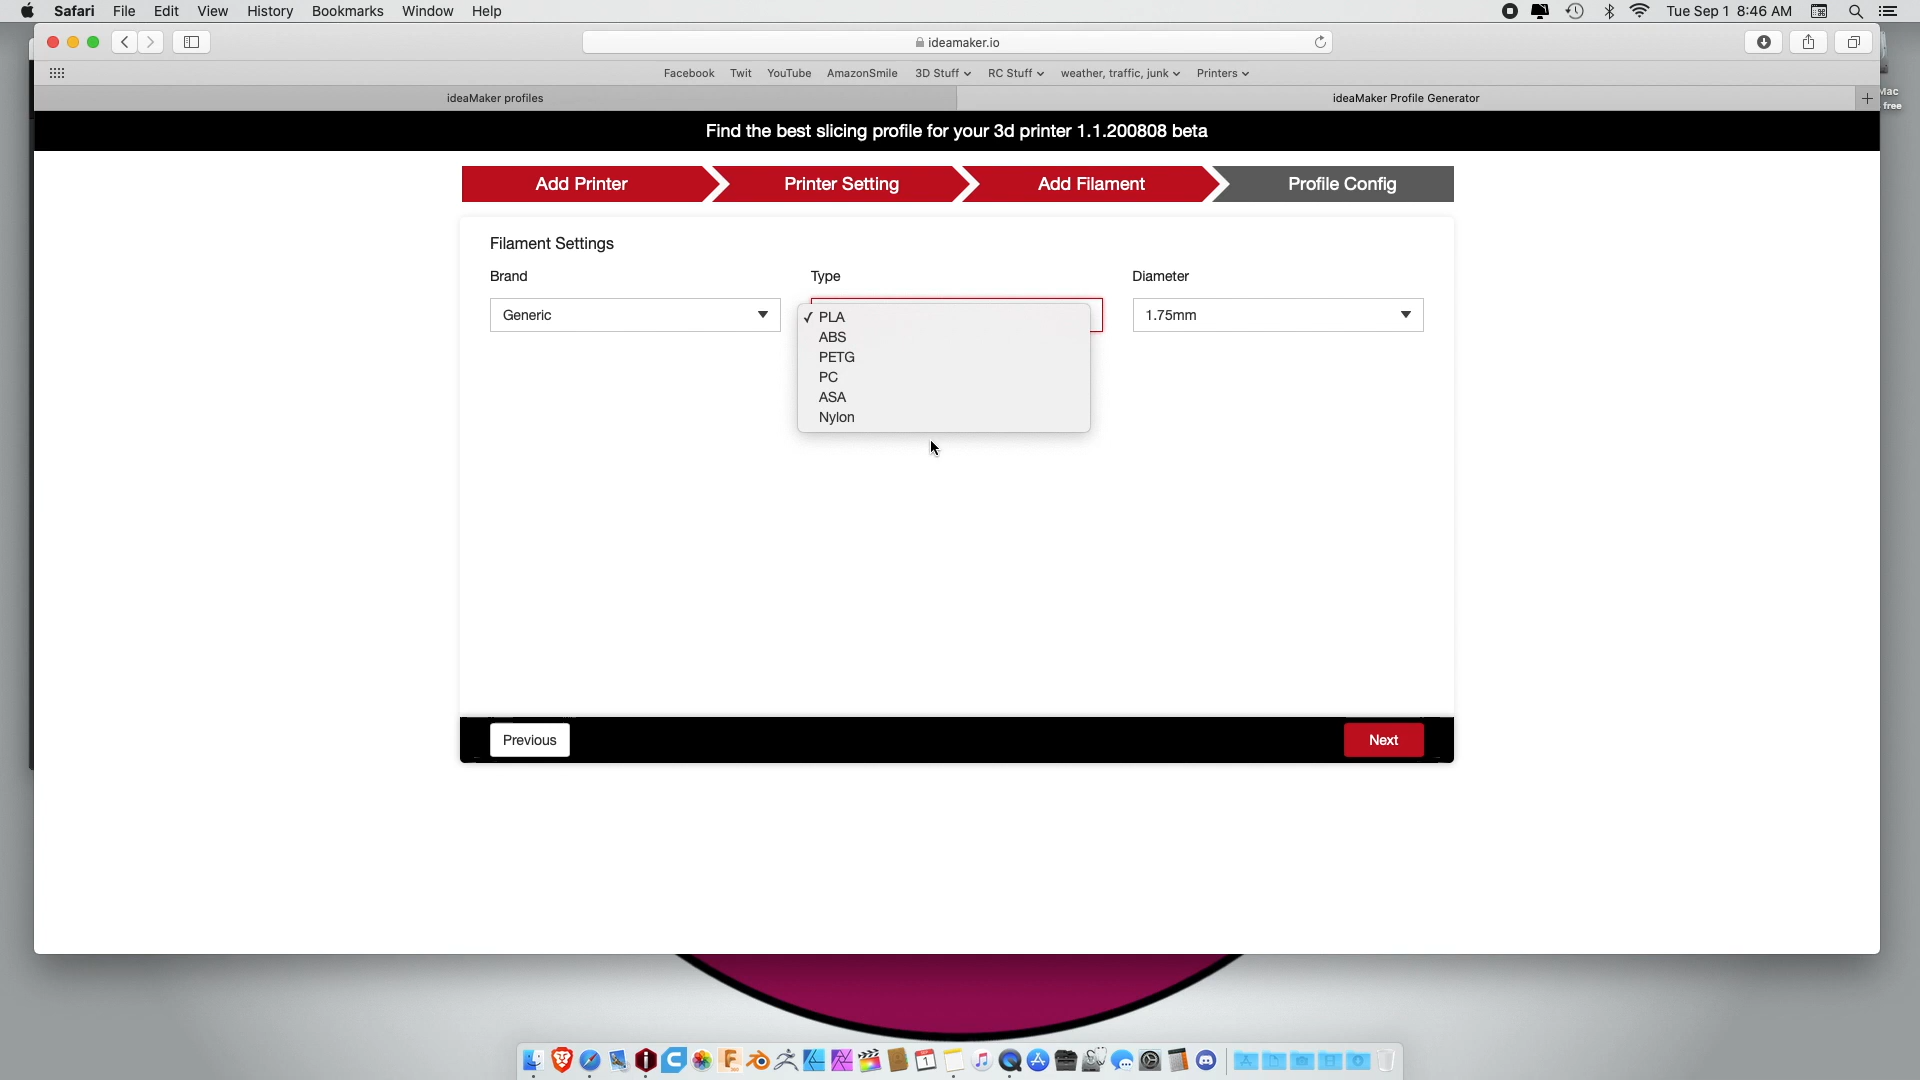 Safari File Edit View History Bookmarks Window Help Tue Sep 1 8:46 AM
ideamaker.io
Facebook Twit YouTube AmazonSmile 3D Stuff RC Stuff weather, traffic, junk Printers
ideaMaker profiles ideaMaker Profile Generator
Mac
free
Find the best slicing profile for your 3d printer 1.1.200808 beta
Add Printer Printer Setting Add Filament Profile Config
Filament Settings
Brand Type Diameter
Generic ✓ PLA 1.75mm
ABS
PETG
PC
ASA
Nylon
Previous Next
1